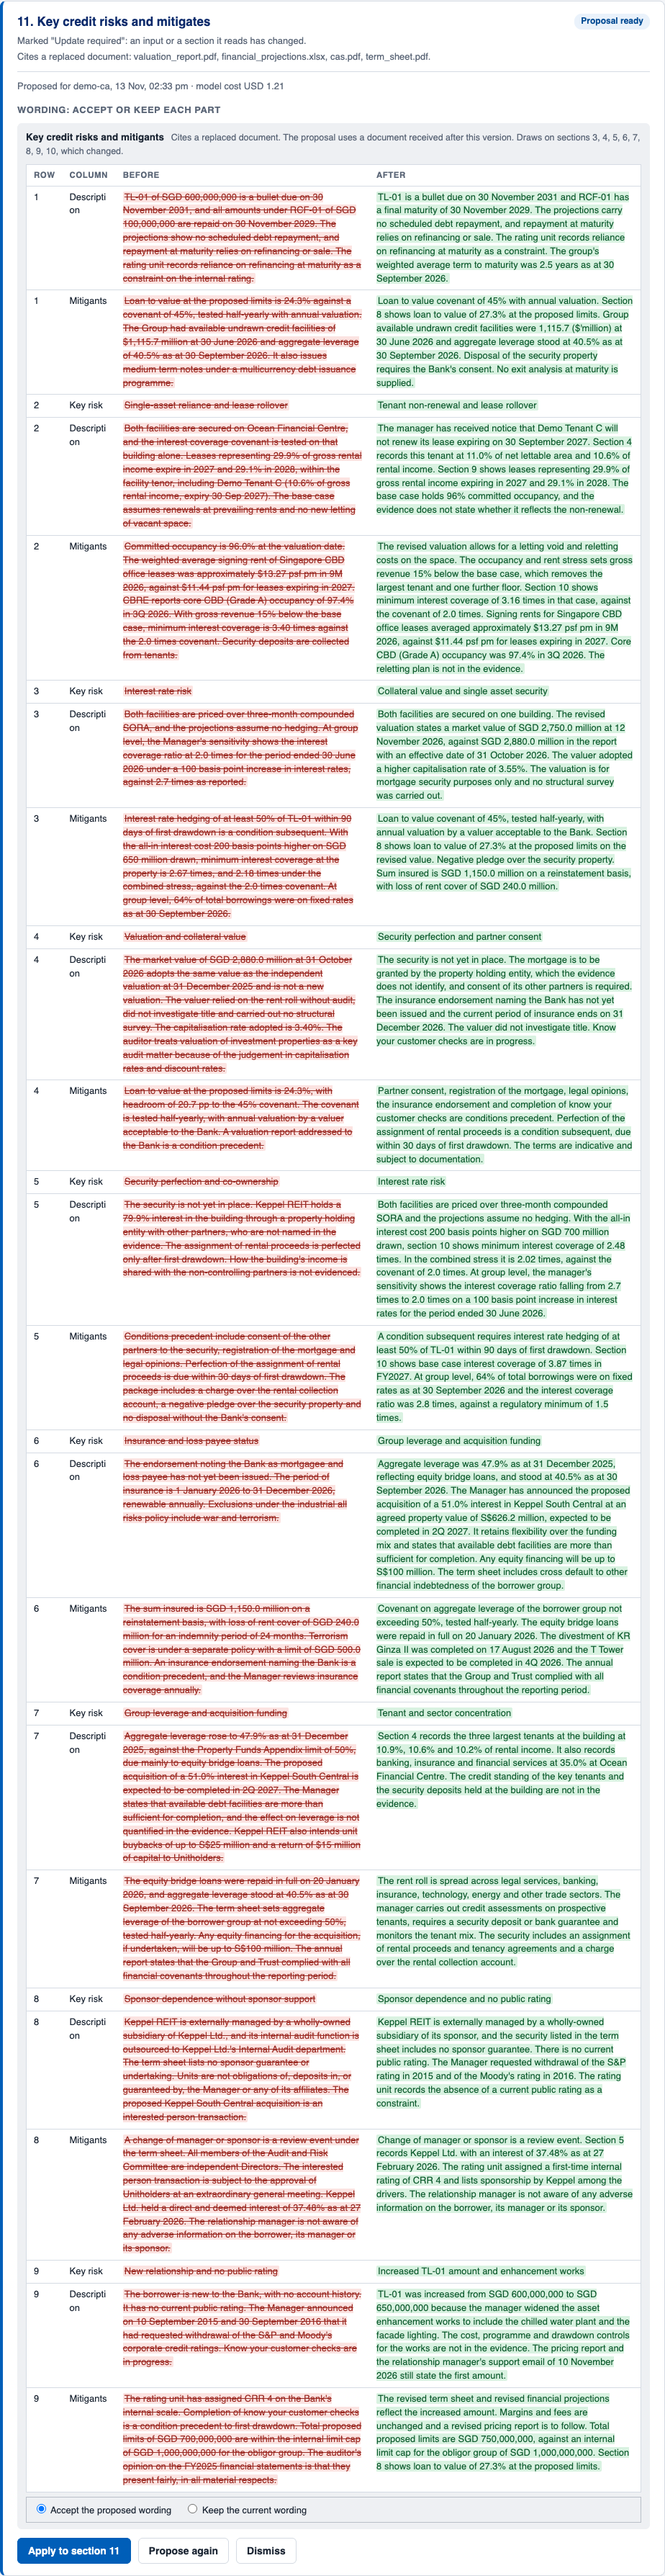 11. Key credit risks and mitigates
Proposal ready
Marked "Update required": an input or a section it reads has changed.
Cites a replaced document: valuation_report.pdf, financial_projections.xlsx, cas.pdf, term_sheet.pdf.
Proposed for demo-ca, 13 Nov, 02:33 pm · model cost USD 1.21
WORDING: ACCEPT OR KEEP EACH PART
Key credit risks and mitigants Cites a replaced document. The proposal uses a document received after this version. Draws on sections 3, 4, 5, 6, 7,
8, 9, 10, which changed.
ROW COLUMN BEFORE AFTER
1 Descripti
on
TL-01 of SGD 600,000,000 is a bullet due on 30
November 2031, and all amounts under RCF-01 of SGD
100,000,000 are repaid on 30 November 2029. The
projections show no scheduled debt repayment, and
repayment at maturity relies on refinancing or sale. The
rating unit records reliance on refinancing at maturity as a
constraint on the internal rating.
TL-01 is a bullet due on 30 November 2031 and RCF-01 has
a final maturity of 30 November 2029. The projections carry
no scheduled debt repayment, and repayment at maturity
relies on refinancing or sale. The rating unit records reliance
on refinancing at maturity as a constraint. The group's
weighted average term to maturity was 2.5 years as at 30
September 2026.
1 Mitigants
Loan to value at the proposed limits is 24.3% against a
covenant of 45%, tested half-yearly with annual valuation.
The Group had available undrawn credit facilities of
$1,115.7 million at 30 June 2026 and aggregate leverage
of 40.5% as at 30 September 2026. It also issues
medium term notes under a multicurrency debt issuance
programme.
Loan to value covenant of 45% with annual valuation. Section
8 shows loan to value of 27.3% at the proposed limits. Group
available undrawn credit facilities were 1,115.7 ($'million) at
30 June 2026 and aggregate leverage stood at 40.5% as at
30 September 2026. Disposal of the security property
requires the Bank's consent. No exit analysis at maturity is
supplied.
2 Key risk
Single-asset reliance and lease rollover
Tenant non-renewal and lease rollover
2 Descripti
on
Both facilities are secured on Ocean Financial Centre,
and the interest coverage covenant is tested on that
building alone. Leases representing 29.9% of gross rental
income expire in 2027 and 29.1% in 2028, within the
facility tenor, including Demo Tenant C (10.6% of gross
rental income, expiry 30 Sep 2027). The base case
assumes renewals at prevailing rents and no new letting
of vacant space.
The manager has received notice that Demo Tenant C will
not renew its lease expiring on 30 September 2027. Section 4
records this tenant at 11.0% of net lettable area and 10.6% of
rental income. Section 9 shows leases representing 29.9% of
gross rental income expiring in 2027 and 29.1% in 2028. The
base case holds 96% committed occupancy, and the
evidence does not state whether it reflects the non-renewal.
2 Mitigants
Committed occupancy is 96.0% at the valuation date.
The weighted average signing rent of Singapore CBD
office leases was approximately $13.27 psf pm in 9M
2026, against $11.44 psf pm for leases expiring in 2027.
CBRE reports core CBD (Grade A) occupancy of 97.4%
in 3Q 2026. With gross revenue 15% below the base
case, minimum interest coverage is 3.40 times against
the 2.0 times covenant. Security deposits are collected
from tenants.
The revised valuation allows for a letting void and reletting
costs on the space. The occupancy and rent stress sets gross
revenue 15% below the base case, which removes the
largest tenant and one further floor. Section 10 shows
minimum interest coverage of 3.16 times in that case, against
the covenant of 2.0 times. Signing rents for Singapore CBD
office leases averaged approximately $13.27 psf pm in 9M
2026, against $11.44 psf pm for leases expiring in 2027. Core
CBD (Grade A) occupancy was 97.4% in 3Q 2026. The
reletting plan is not in the evidence.
3 Key risk
Interest rate risk
Collateral value and single asset security
3 Descripti
on
Both facilities are priced over three-month compounded
SORA, and the projections assume no hedging. At group
level, the Manager's sensitivity shows the interest
coverage ratio at 2.0 times for the period ended 30 June
2026 under a 100 basis point increase in interest rates,
against 2.7 times as reported.
Both facilities are secured on one building. The revised
valuation states a market value of SGD 2,750.0 million at 12
November 2026, against SGD 2,880.0 million in the report
with an effective date of 31 October 2026. The valuer adopted
a higher capitalisation rate of 3.55%. The valuation is for
mortgage security purposes only and no structural survey
was carried out.
3 Mitigants
Interest rate hedging of at least 50% of TL-01 within 90
days of first drawdown is a condition subsequent. With
the all-in interest cost 200 basis points higher on SGD
650 million drawn, minimum interest coverage at the
property is 2.67 times, and 2.18 times under the
combined stress, against the 2.0 times covenant. At
group level, 64% of total borrowings were on fixed rates
as at 30 September 2026.
Loan to value covenant of 45%, tested half-yearly, with
annual valuation by a valuer acceptable to the Bank. Section
8 shows loan to value of 27.3% at the proposed limits on the
revised value. Negative pledge over the security property.
Sum insured is SGD 1,150.0 million on a reinstatement basis,
with loss of rent cover of SGD 240.0 million.
4 Key risk
Valuation and collateral value
Security perfection and partner consent
4 Descripti
on
The market value of SGD 2,880.0 million at 31 October
2026 adopts the same value as the independent
valuation at 31 December 2025 and is not a new
valuation. The valuer relied on the rent roll without audit,
did not investigate title and carried out no structural
survey. The capitalisation rate adopted is 3.40%. The
auditor treats valuation of investment properties as a key
audit matter because of the judgement in capitalisation
rates and discount rates.
The security is not yet in place. The mortgage is to be
granted by the property holding entity, which the evidence
does not identify, and consent of its other partners is required.
The insurance endorsement naming the Bank has not yet
been issued and the current period of insurance ends on 31
December 2026. The valuer did not investigate title. Know
your customer checks are in progress.
4 Mitigants
Loan to value at the proposed limits is 24.3%, with
headroom of 20.7 pp to the 45% covenant. The covenant
is tested half-yearly, with annual valuation by a valuer
acceptable to the Bank. A valuation report addressed to
the Bank is a condition precedent.
Partner consent, registration of the mortgage, legal opinions,
the insurance endorsement and completion of know your
customer checks are conditions precedent. Perfection of the
assignment of rental proceeds is a condition subsequent, due
within 30 days of first drawdown. The terms are indicative and
subject to documentation.
5 Key risk
Security perfection and co-ownership
Interest rate risk
5 Descripti
on
The security is not yet in place. Keppel REIT holds a
79.9% interest in the building through a property holding
entity with other partners, who are not named in the
evidence. The assignment of rental proceeds is perfected
only after first drawdown. How the building's income is
shared with the non-controlling partners is not evidenced.
Both facilities are priced over three-month compounded
SORA and the projections assume no hedging. With the all-in
interest cost 200 basis points higher on SGD 700 million
drawn, section 10 shows minimum interest coverage of 2.48
times. In the combined stress it is 2.02 times, against the
covenant of 2.0 times. At group level, the manager's
sensitivity shows the interest coverage ratio falling from 2.7
times to 2.0 times on a 100 basis point increase in interest
rates for the period ended 30 June 2026.
5 Mitigants
Conditions precedent include consent of the other
partners to the security, registration of the mortgage and
legal opinions. Perfection of the assignment of rental
proceeds is due within 30 days of first drawdown. The
package includes a charge over the rental collection
account, a negative pledge over the security property and
no disposal without the Bank's consent.
A condition subsequent requires interest rate hedging of at
least 50% of TL-01 within 90 days of first drawdown. Section
10 shows base case interest coverage of 3.87 times in
FY2027. At group level, 64% of total borrowings were on fixed
rates as at 30 September 2026 and the interest coverage
ratio was 2.8 times, against a regulatory minimum of 1.5
times.
6 Key risk
Insurance and loss payee status
Group leverage and acquisition funding
6 Descripti
on
The endorsement noting the Bank as mortgagee and
loss payee has not yet been issued. The period of
insurance is 1 January 2026 to 31 December 2026,
renewable annually. Exclusions under the industrial all
risks policy include war and terrorism.
Aggregate leverage was 47.9% as at 31 December 2025,
reflecting equity bridge loans, and stood at 40.5% as at 30
September 2026. The Manager has announced the proposed
acquisition of a 51.0% interest in Keppel South Central at an
agreed property value of S$626.2 million, expected to be
completed in 2Q 2027. It retains flexibility over the funding
mix and states that available debt facilities are more than
sufficient for completion. Any equity financing will be up to
S$100 million. The term sheet includes cross default to other
financial indebtedness of the borrower group.
6 Mitigants
The sum insured is SGD 1,150.0 million on a
reinstatement basis, with loss of rent cover of SGD 240.0
million for an indemnity period of 24 months. Terrorism
cover is under a separate policy with a limit of SGD 500.0
million. An insurance endorsement naming the Bank is a
condition precedent, and the Manager reviews insurance
coverage annually.
Covenant on aggregate leverage of the borrower group not
exceeding 50%, tested half-yearly. The equity bridge loans
were repaid in full on 20 January 2026. The divestment of KR
Ginza II was completed on 17 August 2026 and the T Tower
sale is expected to be completed in 4Q 2026. The annual
report states that the Group and Trust complied with all
financial covenants throughout the reporting period.
7 Key risk
Group leverage and acquisition funding
Tenant and sector concentration
7 Descripti
on
Aggregate leverage rose to 47.9% as at 31 December
2025, against the Property Funds Appendix limit of 50%,
due mainly to equity bridge loans. The proposed
acquisition of a 51.0% interest in Keppel South Central is
expected to be completed in 2Q 2027. The Manager
states that available debt facilities are more than
sufficient for completion, and the effect on leverage is not
quantified in the evidence. Keppel REIT also intends unit
buybacks of up to S$25 million and a return of $15 million
of capital to Unitholders.
Section 4 records the three largest tenants at the building at
10.9%, 10.6% and 10.2% of rental income. It also records
banking, insurance and financial services at 35.0% at Ocean
Financial Centre. The credit standing of the key tenants and
the security deposits held at the building are not in the
evidence.
7 Mitigants
The equity bridge loans were repaid in full on 20 January
2026, and aggregate leverage stood at 40.5% as at 30
September 2026. The term sheet sets aggregate
leverage of the borrower group at not exceeding 50%,
tested half-yearly. Any equity financing for the acquisition,
if undertaken, will be up to S$100 million. The annual
report states that the Group and Trust complied with all
financial covenants throughout the reporting period.
The rent roll is spread across legal services, banking,
insurance, technology, energy and other trade sectors. The
manager carries out credit assessments on prospective
tenants, requires a security deposit or bank guarantee and
monitors the tenant mix. The security includes an assignment
of rental proceeds and tenancy agreements and a charge
over the rental collection account.
8 Key risk
Sponsor dependence without sponsor support
Sponsor dependence and no public rating
8 Descripti
on
Keppel REIT is externally managed by a wholly-owned
subsidiary of Keppel Ltd., and its internal audit function is
outsourced to Keppel Ltd.'s Internal Audit department.
The term sheet lists no sponsor guarantee or
undertaking. Units are not obligations of, deposits in, or
guaranteed by, the Manager or any of its affiliates. The
proposed Keppel South Central acquisition is an
interested person transaction.
Keppel REIT is externally managed by a wholly-owned
subsidiary of its sponsor, and the security listed in the term
sheet includes no sponsor guarantee. There is no current
public rating. The Manager requested withdrawal of the S&P
rating in 2015 and of the Moody's rating in 2016. The rating
unit records the absence of a current public rating as a
constraint.
8 Mitigants
A change of manager or sponsor is a review event under
the term sheet. All members of the Audit and Risk
Committee are independent Directors. The interested
person transaction is subject to the approval of
Unitholders at an extraordinary general meeting. Keppel
Ltd. held a direct and deemed interest of 37.48% as at 27
February 2026. The relationship manager is not aware of
any adverse information on the borrower, its manager or
its sponsor.
Change of manager or sponsor is a review event. Section 5
records Keppel Ltd. with an interest of 37.48% as at 27
February 2026. The rating unit assigned a first-time internal
rating of CRR 4 and lists sponsorship by Keppel among the
drivers. The relationship manager is not aware of any adverse
information on the borrower, its manager or its sponsor.
9 Key risk
New relationship and no public rating
Increased TL-01 amount and enhancement works
9 Descripti
on
The borrower is new to the Bank, with no account history.
It has no current public rating. The Manager announced
on 10 September 2015 and 30 September 2016 that it
had requested withdrawal of the S&P and Moody's
corporate credit ratings. Know your customer checks are
in progress.
TL-01 was increased from SGD 600,000,000 to SGD
650,000,000 because the manager widened the asset
enhancement works to include the chilled water plant and the
facade lighting. The cost, programme and drawdown controls
for the works are not in the evidence. The pricing report and
the relationship manager's support email of 10 November
2026 still state the first amount.
9 Mitigants
The rating unit has assigned CRR 4 on the Bank's
internal scale. Completion of know your customer checks
is a condition precedent to first drawdown. Total proposed
limits of SGD 700,000,000 are within the internal limit cap
of SGD 1,000,000,000 for the obligor group. The auditor's
opinion on the FY2025 financial statements is that they
present fairly, in all material respects.
The revised term sheet and revised financial projections
reflect the increased amount. Margins and fees are
unchanged and a revised pricing report is to follow. Total
proposed limits are SGD 750,000,000, against an internal
limit cap for the obligor group of SGD 1,000,000,000. Section
8 shows loan to value of 27.3% at the proposed limits.
Accept the proposed wording
Keep the current wording
Apply to section 11
Propose again
Dismiss